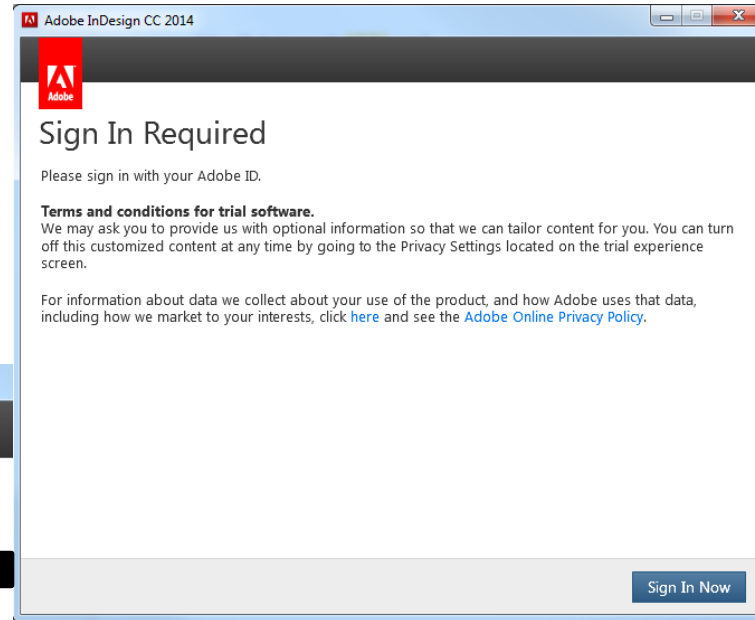 Adobe InDesign CC 2014
Adobe
Sign In Required
Please sign in with your Adobe ID.
Terms and conditions for trial software.
We may ask you to provide us with optional information so that we can tailor content for you. You can turn
off this customized content at any time by going to the Privacy Settings located on the trial experience
screen.
For information about data we collect about your use of the product, and how Adobe uses that data,
including how we market to your interests, click here and see the Adobe Online Privacy Policy.
Sign In Now